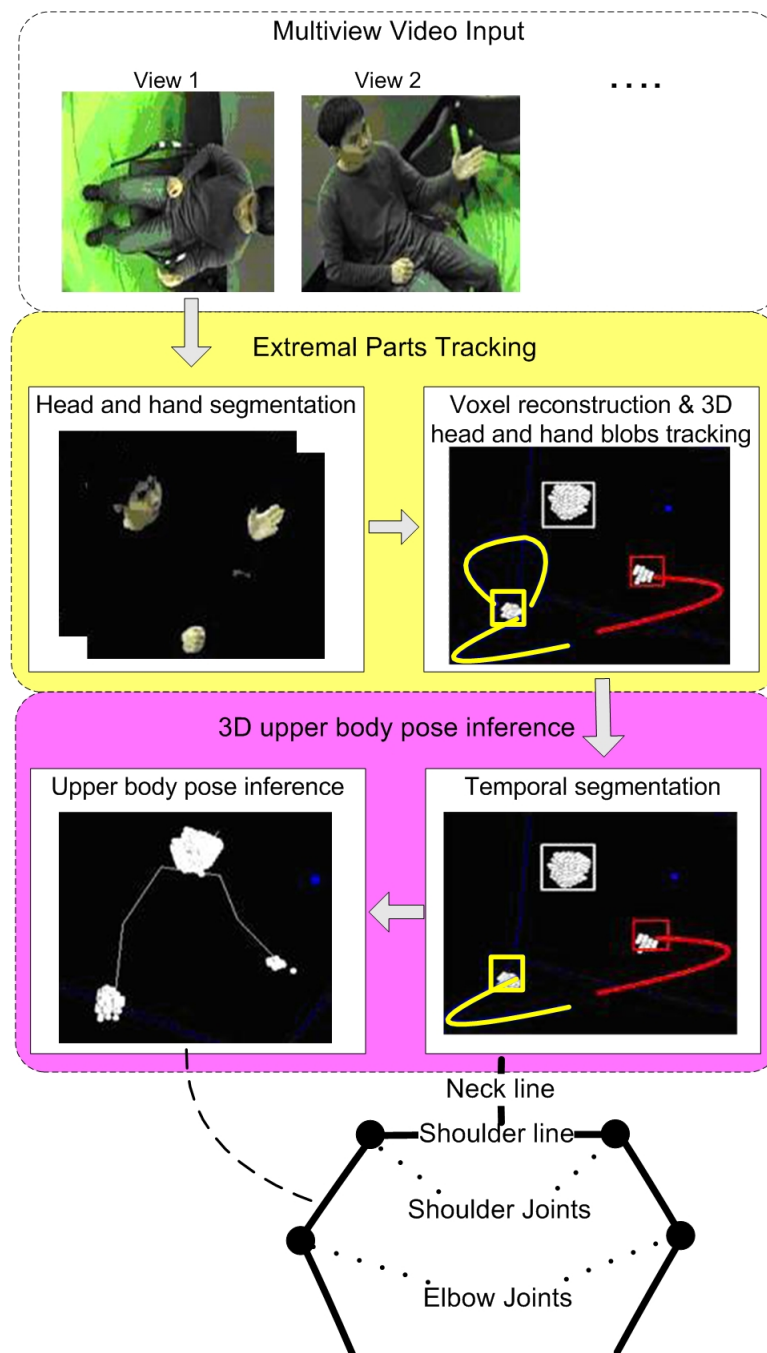 Multiview Video Input
View 1
View 2
....
Extremal Parts Tracking
Head and hand segmentation
Voxel reconstruction & 3D
head and hand blobs tracking
3D upper body pose inference
Upper body pose inference
Temporal segmentation
Neck line
Shoulder line
Shoulder Joints
Elbow Joints